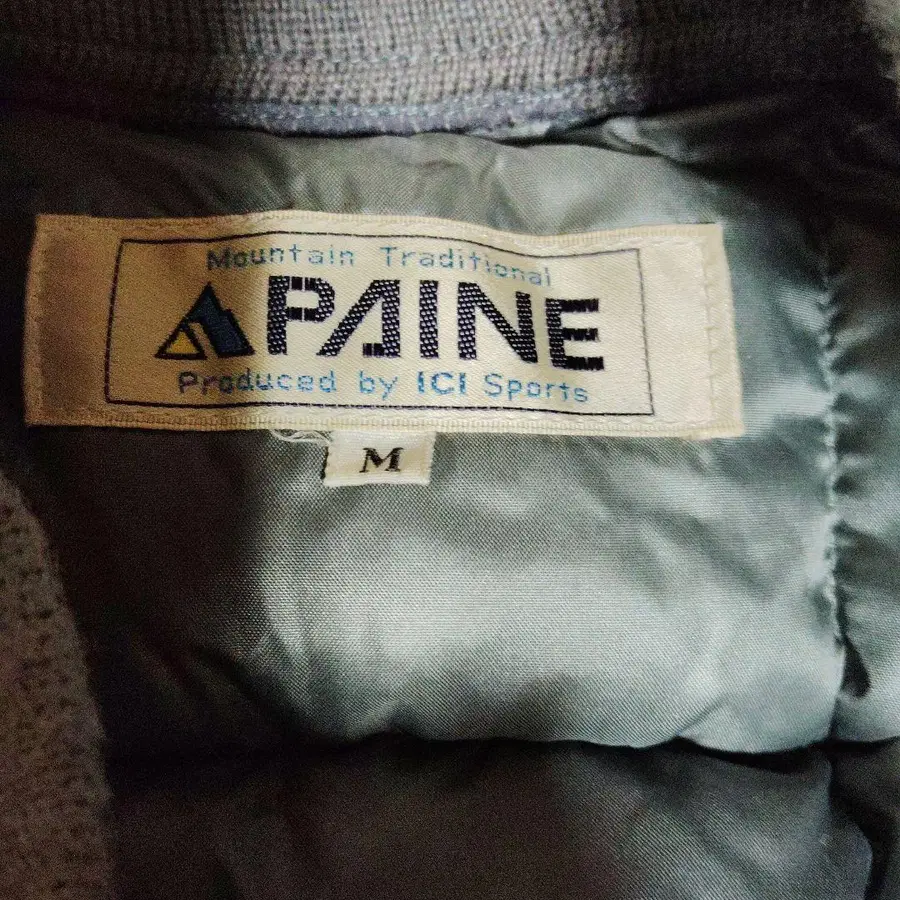 Mountain Traditional
PAINE
Produced by ICI Sports
M